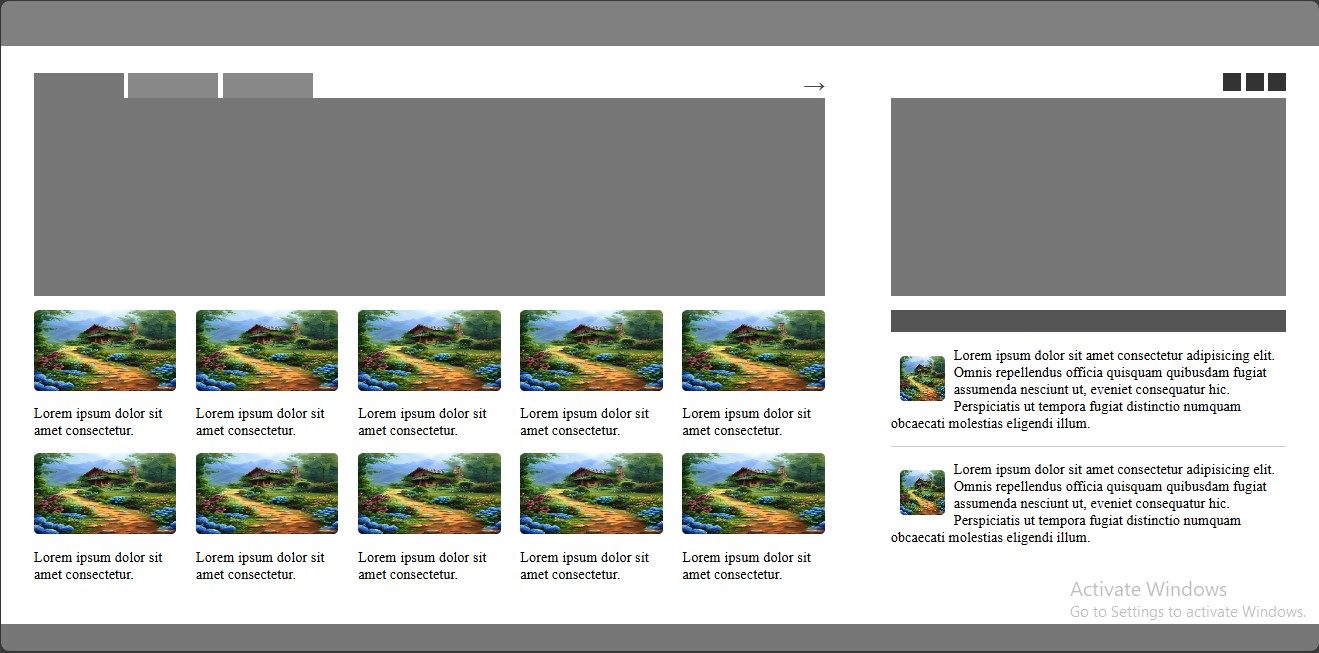 →
Lorem ipsum dolor sit
amet consectetur.
Lorem ipsum dolor sit
amet consectetur.
Lorem ipsum dolor sit
amet consectetur.
Lorem ipsum dolor sit
amet consectetur.
Lorem ipsum dolor sit
amet consectetur.
Lorem ipsum dolor sit
amet consectetur.
Lorem ipsum dolor sit
amet consectetur.
Lorem ipsum dolor sit
amet consectetur.
Lorem ipsum dolor sit
amet consectetur.
Lorem ipsum dolor sit
amet consectetur.
Lorem ipsum dolor sit amet consectetur adipisicing elit.
Omnis repellendus officia quisquam quibusdam fugiat
assumenda nesciunt ut, eveniet consequatur hic.
Perspiciatis ut tempora fugiat distinctio numquam
obcaecati molestias eligendi illum.
Lorem ipsum dolor sit amet consectetur adipisicing elit.
Omnis repellendus officia quisquam quibusdam fugiat
assumenda nesciunt ut, eveniet consequatur hic.
Perspiciatis ut tempora fugiat distinctio numquam
obcaecati molestias eligendi illum.
Activate Windows
Go to Settings to activate Windows.